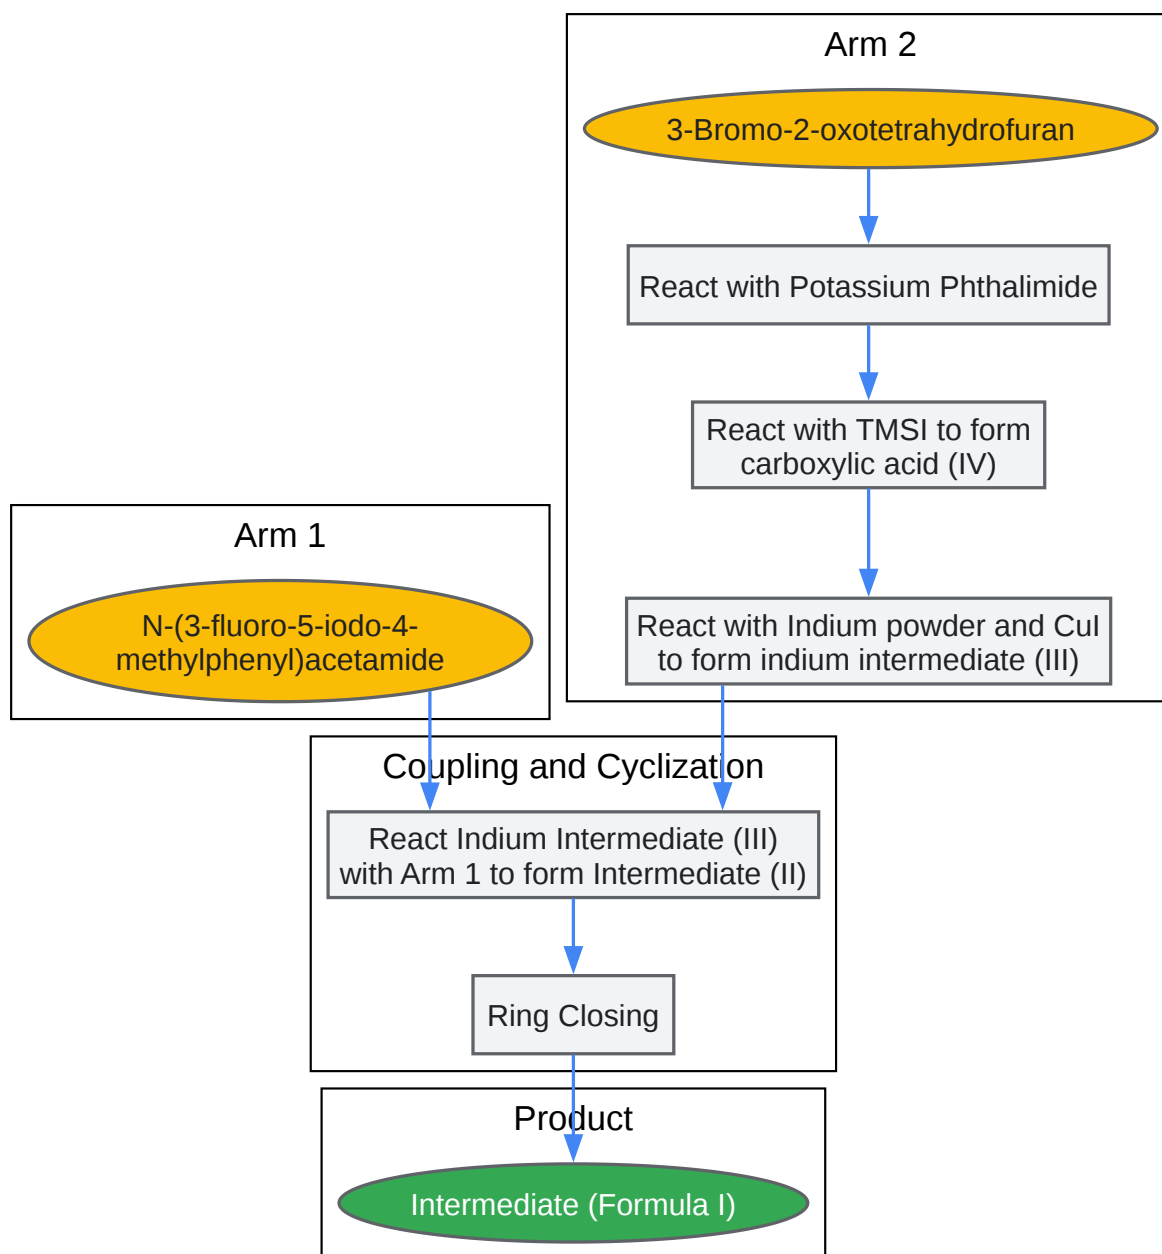 Arm 2
3-Bromo-2-oxotetrahydrofuran
React with Potassium Phthalimide
React with TMSI to form
carboxylic acid (IV)
React with Indium powder and CuI
to form indium intermediate (III)
Arm 1
N-(3-fluoro-5-iodo-4-
methylphenyl)acetamide
Coupling and Cyclization
React Indium Intermediate (III)
with Arm 1 to form Intermediate (II)
Ring Closing
Product
Intermediate (Formula I)